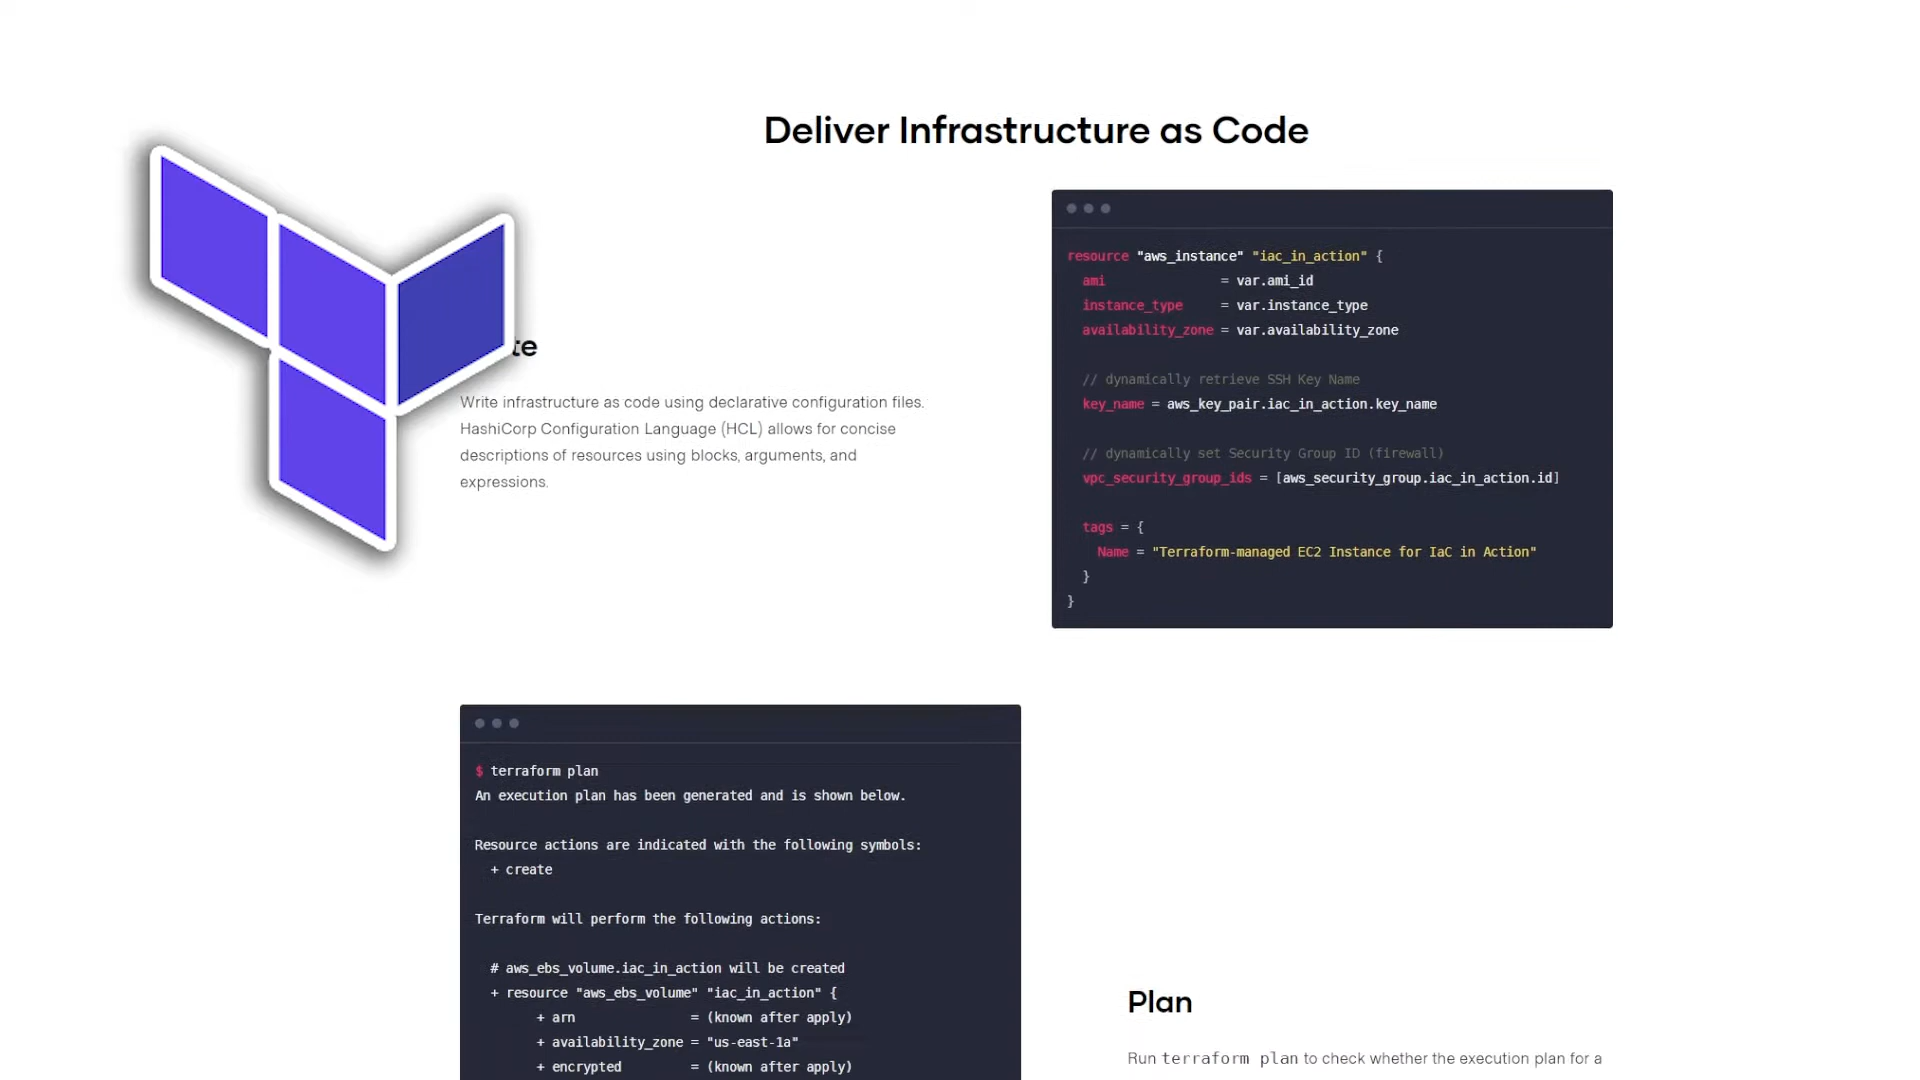 Deliver Infrastructure as Code
te
Write infrastructure as code using declarative configuration files.
HashiCorp Configuration Language (HCL) allows for concise
descriptions of resources using blocks, arguments, and
expressions.
resource "aws_instance" "iac_in_action" {
  ami               = var.ami_id
  instance_type     = var.instance_type
  availability_zone = var.availability_zone
  // dynamically retrieve SSH Key Name
  key_name = aws_key_pair.iac_in_action.key_name
  // dynamically set Security Group ID (firewall)
  vpc_security_group_ids = [aws_security_group.iac_in_action.id]
  tags = {
    Name = "Terraform-managed EC2 Instance for IaC in Action"
  }
}
$ terraform plan
An execution plan has been generated and is shown below.
Resource actions are indicated with the following symbols:
  + create
Terraform will perform the following actions:
  # aws_ebs_volume.iac_in_action will be created
  + resource "aws_ebs_volume" "iac_in_action" {
        + arn               = (known after apply)
        + availability_zone = "us-east-1a"
        + encrypted         = (known after apply)
Plan
Run terraform plan to check whether the execution plan for a